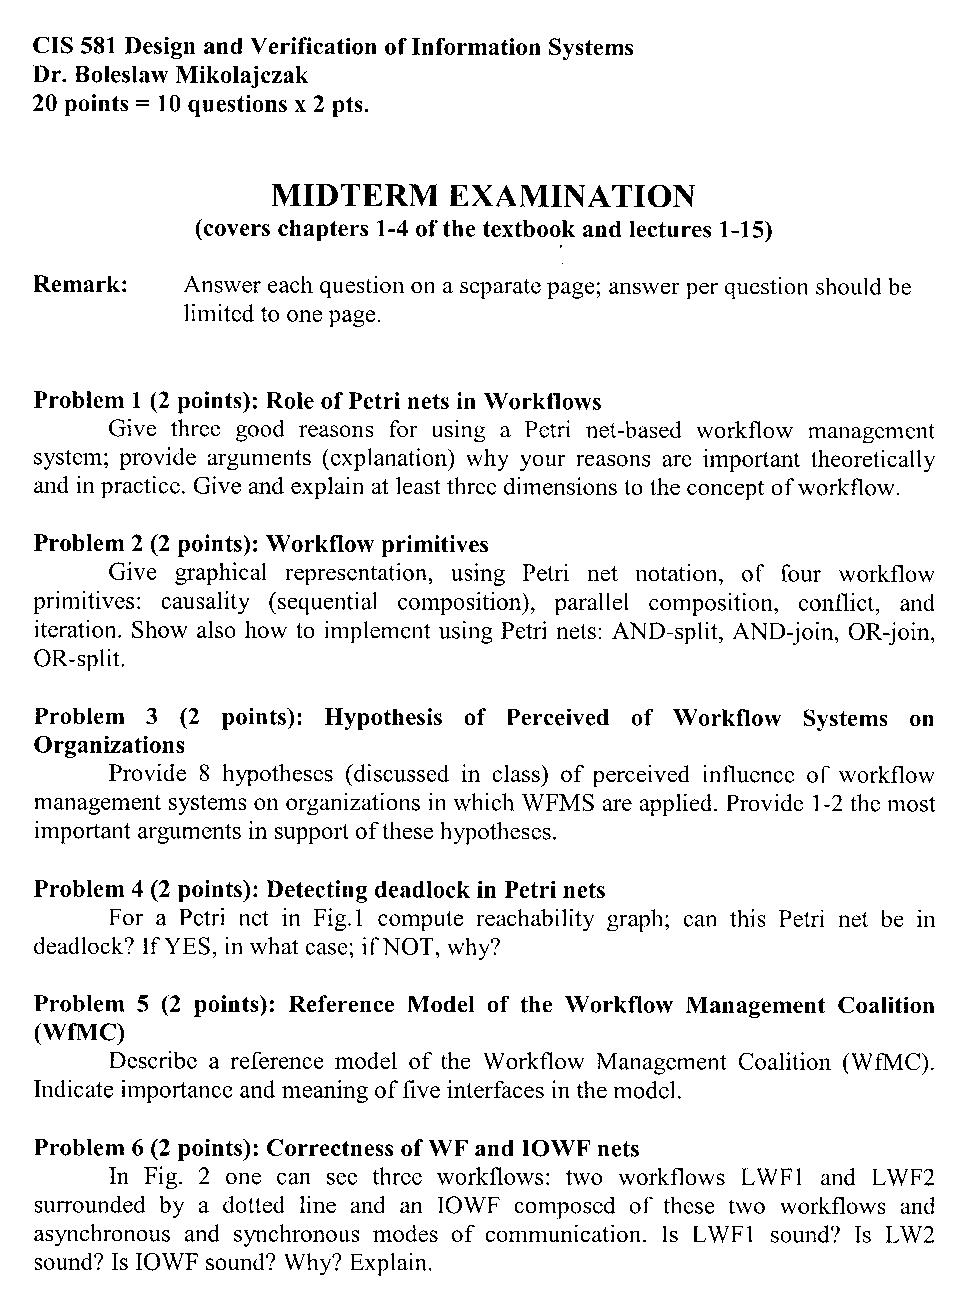 CIS 581 Design and Verification of Information Systems
Dr. Boleslaw Mikolajczak
20 points = 10 questions x 2 pts.
MIDTERM EXAMINATION
(covers chapters 1-4 of the textbook and lectures 1-15)
Remark: Answer each question on a separate page; answer per question should be
limited to one page.
Problem 1 (2 points): Role of Petri nets in Workflows
Give three good reasons for using a Petri net-based workflow management
system; provide arguments (explanation) why your reasons are important theoretically
and in practice. Give and explain at least three dimensions to the concept of workflow.
Problem 2 (2 points): Workflow primitives
Give graphical representation, using Petri net notation, of four workflow
primitives: causality (sequential composition), parallel composition, conflict, and
iteration. Show also how to implement using Petri nets: AND-split, AND-join, OR-join,
OR-split.
Problem 3 (2 points): Hypothesis of Perceived of Workflow Systems on
Organizations
Provide 8 hypotheses (discussed in class) of perceived influence of workflow
management systems on organizations in which WFMS are applied. Provide 1-2 the most
important arguments in support of these hypotheses.
Problem 4 (2 points): Detecting deadlock in Petri nets
For a Petri net in Fig.1 compute reachability graph; can this Petri net be in
deadlock? If YES, in what case; if NOT, why?
Problem 5 (2 points): Reference Model of the Workflow Management Coalition
(WfMC)
Describe a reference model of the Workflow Management Coalition (WfMC).
Indicate importance and meaning of five interfaces in the model.
Problem 6 (2 points): Correctness of WF and IOWF nets
In Fig. 2 one can see three workflows: two workflows LWF1 and LWF2
surrounded by a dotted line and an IOWF composed of these two workflows and
asynchronous and synchronous modes of communication. Is LWF1 sound? Is LW2
sound? Is IOWF sound? Why? Explain.